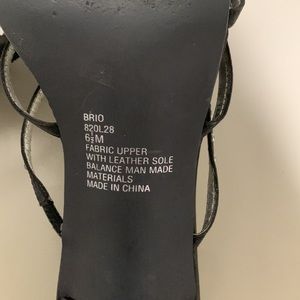 BRIO
820L28
6½M
FABRIC UPPER
WITH LEATHER SOLE
BALANCE MAN MADE
MATERIALS
MADE IN CHINA